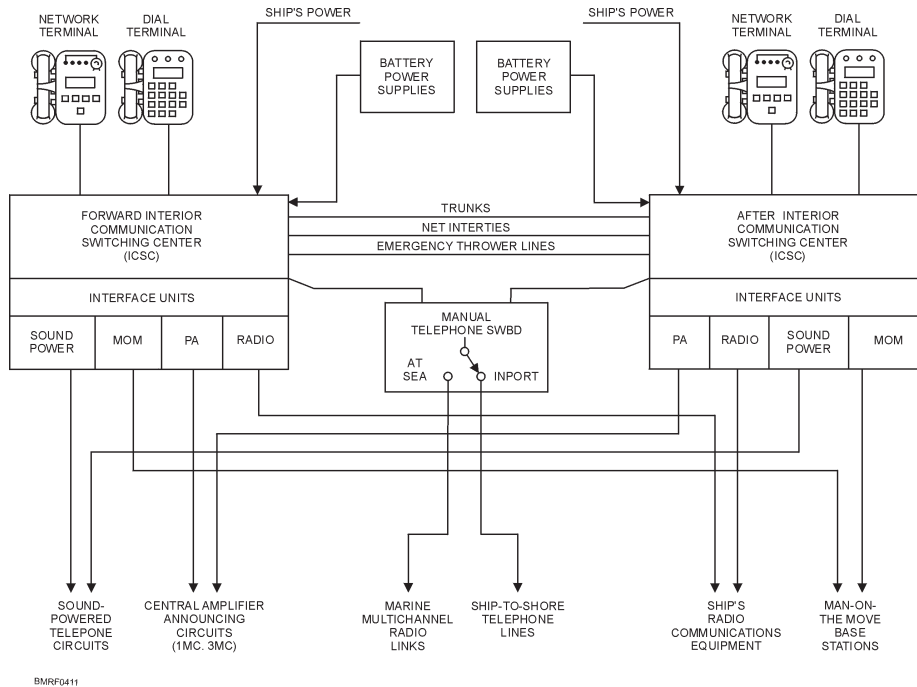 NETWORK
TERMINAL
DIAL
TERMINAL
SHIP'S POWER
SHIP'S POWER
NETWORK
TERMINAL
DIAL
TERMINAL
BATTERY
POWER
SUPPLIES
BATTERY
POWER
SUPPLIES
FORWARD INTERIOR
COMMUNICATION
SWITCHING CENTER
(ICSC)
TRUNKS
NET INTERTIES
EMERGENCY THROWER LINES
AFTER INTERIOR
COMMUNICATION
SWITCHING CENTER
(ICSC)
INTERFACE UNITS
INTERFACE UNITS
SOUND
POWER
MOM
PA
RADIO
MANUAL
TELEPHONE SWBD
AT
SEA
INPORT
PA
RADIO
SOUND
POWER
MOM
SOUND-
POWERED
TELEPONE
CIRCUITS
CENTRAL AMPLIFIER
ANNOUNCING
CIRCUITS
(1MC. 3MC)
MARINE
MULTICHANNEL
RADIO
LINKS
SHIP-TO-SHORE
TELEPHONE
LINES
SHIP'S
RADIO
COMMUNICATIONS
EQUIPMENT
MAN-ON-
THE MOVE
BASE
STATIONS
BMRF0411